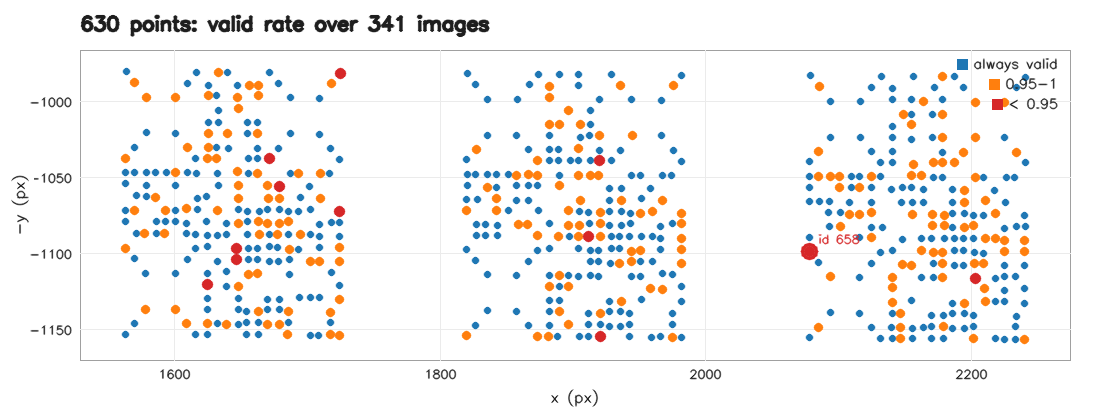 630 points: valid rate over 341 images
always valid
0.95−1
< 0.95
−1000
−1050
−1100
−1150
−y (px)
id 658
1600 1800 2000 2200
x (px)